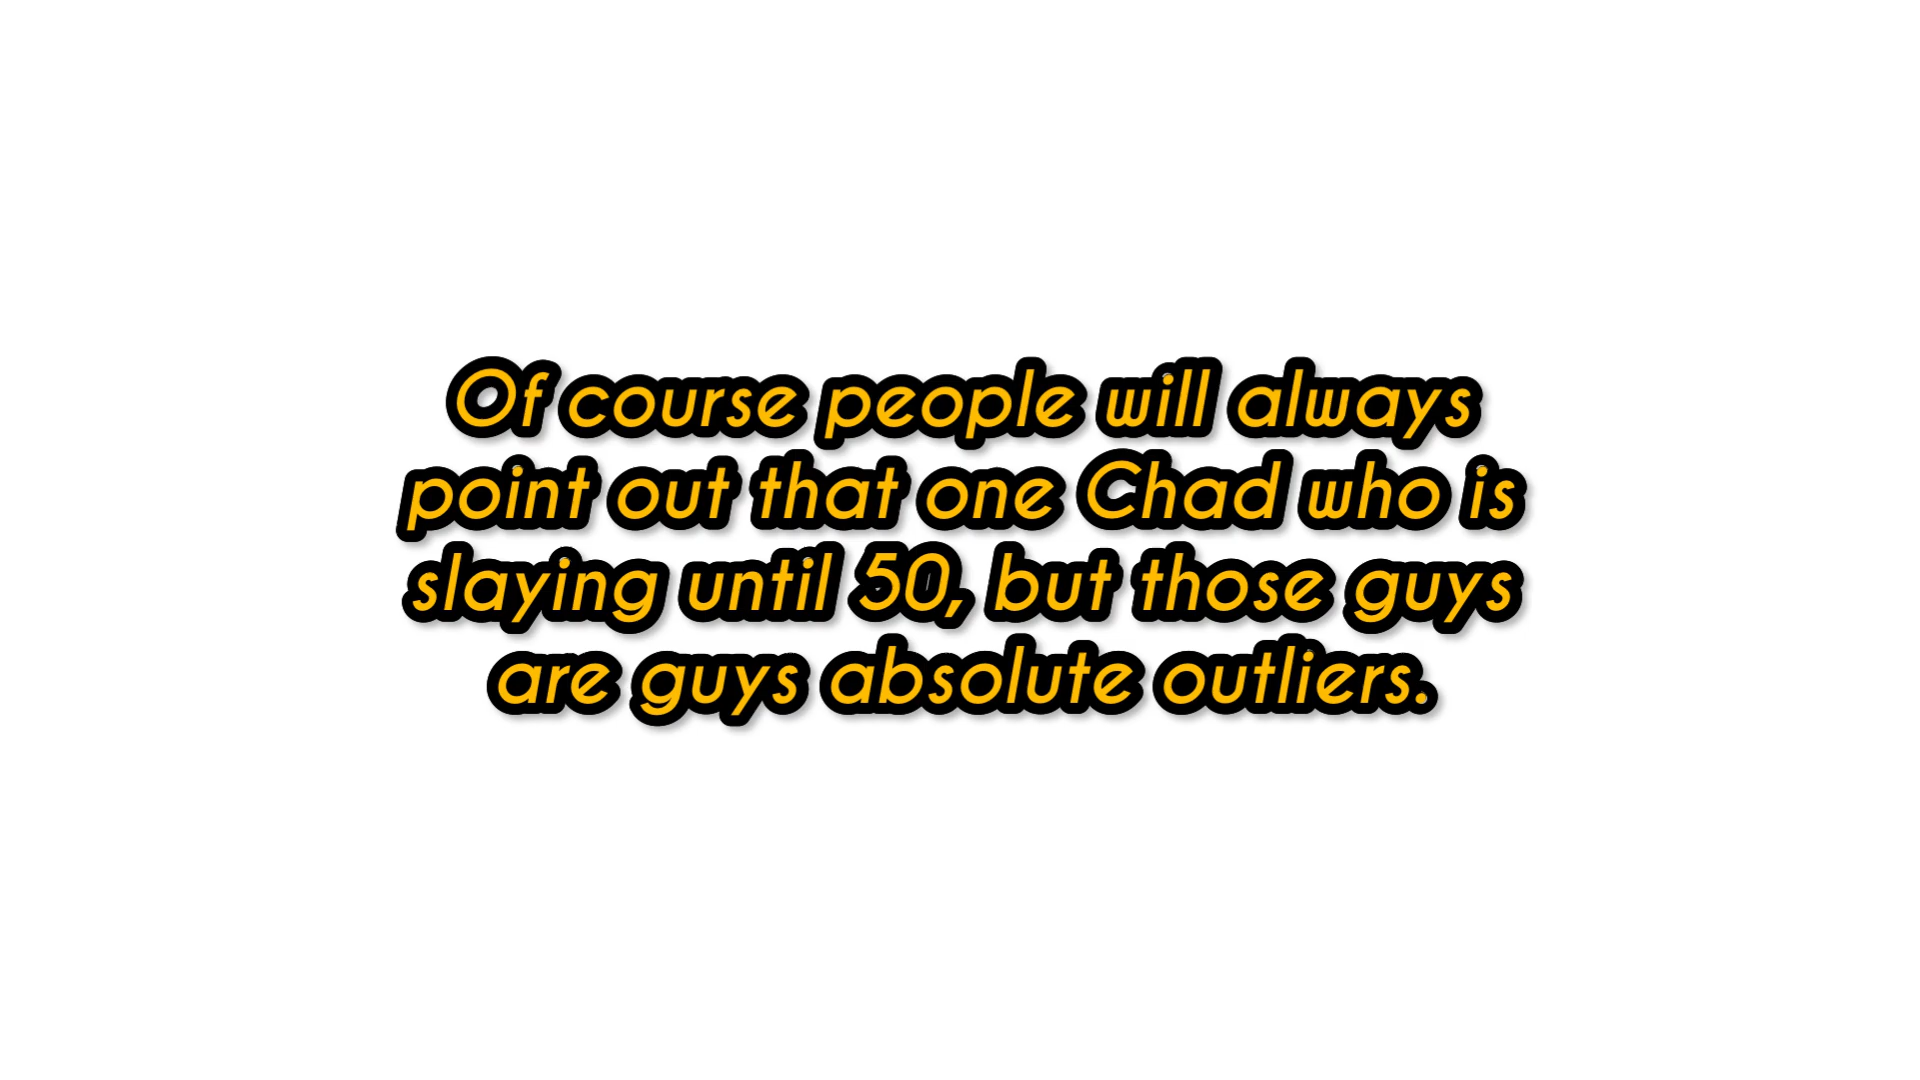 Of course people will always
point out that one Chad who is
slaying until 50, but those guys
are guys absolute outliers.